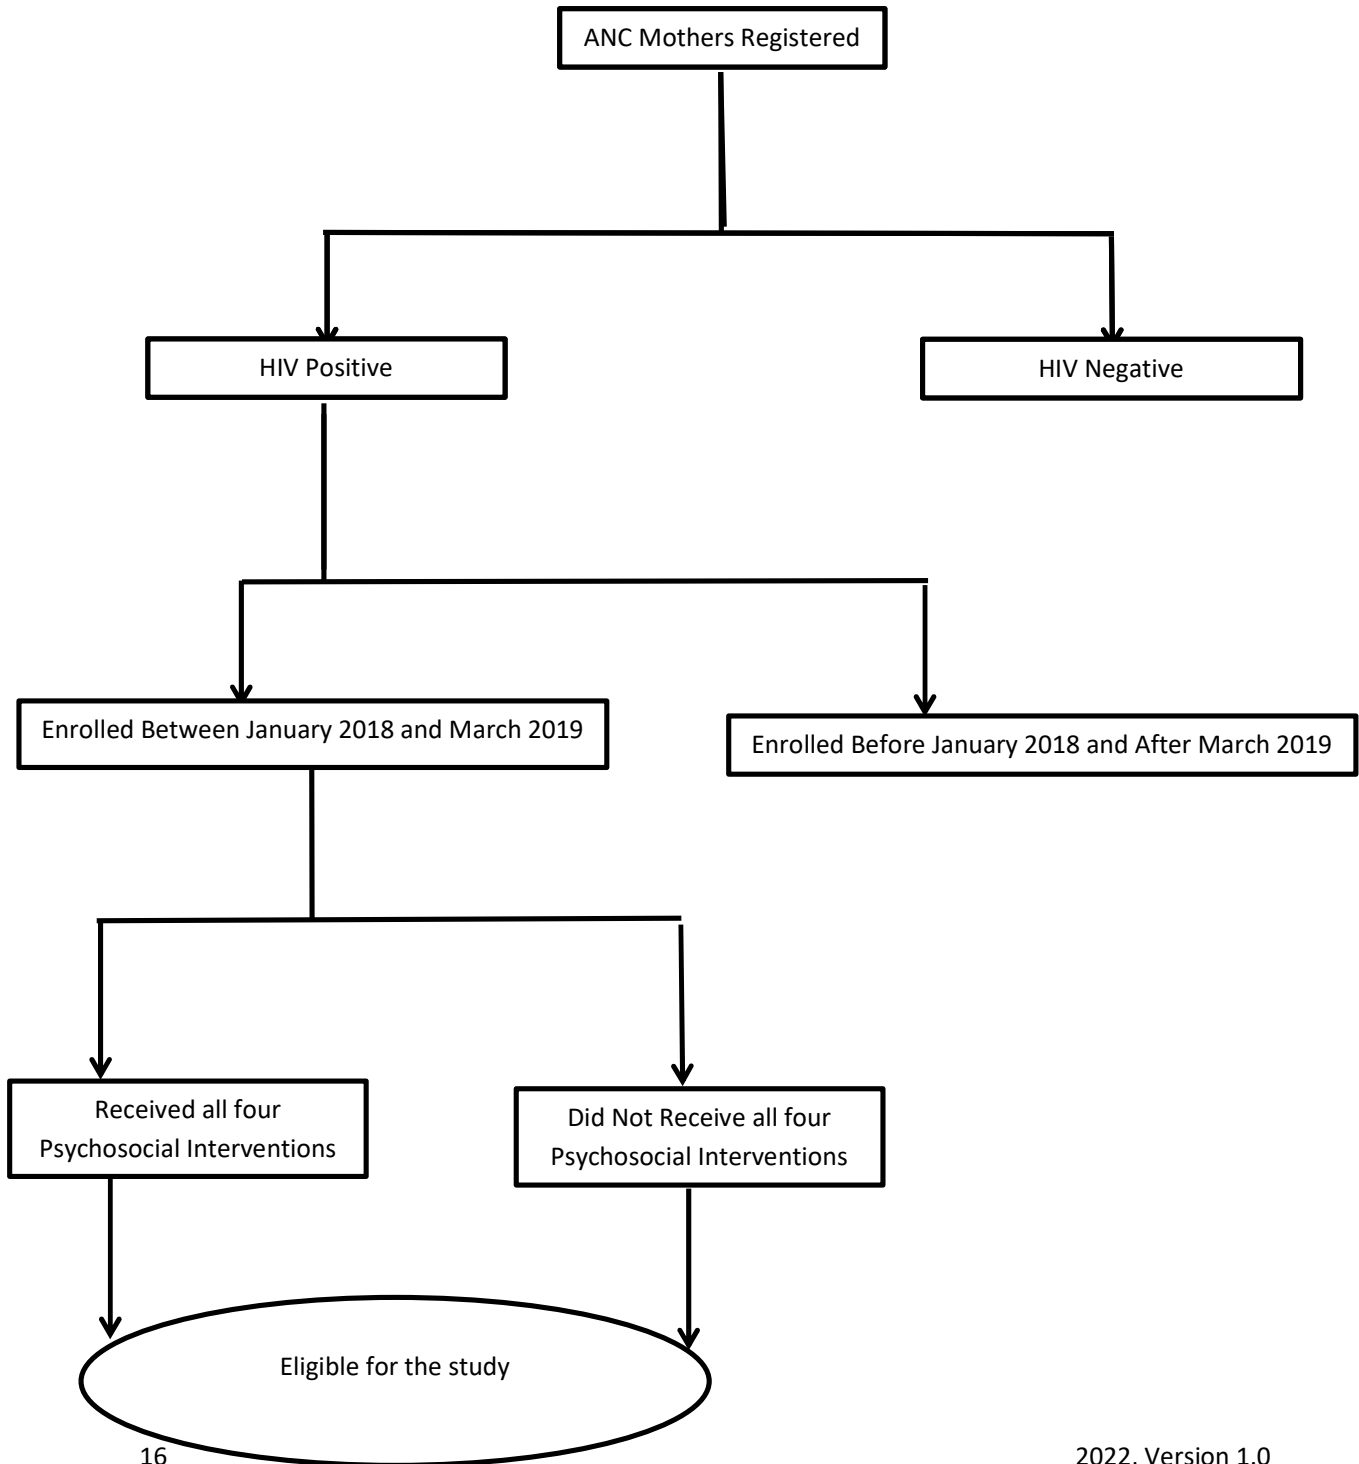 ANC Mothers Registered
HIV Positive
HIV Negative
Enrolled Between January 2018 and March 2019
Enrolled Before January 2018 and After March 2019
Received all four
Psychosocial Interventions
Did Not Receive all four
Psychosocial Interventions
Eligible for the study
16
2022, Version 1.0